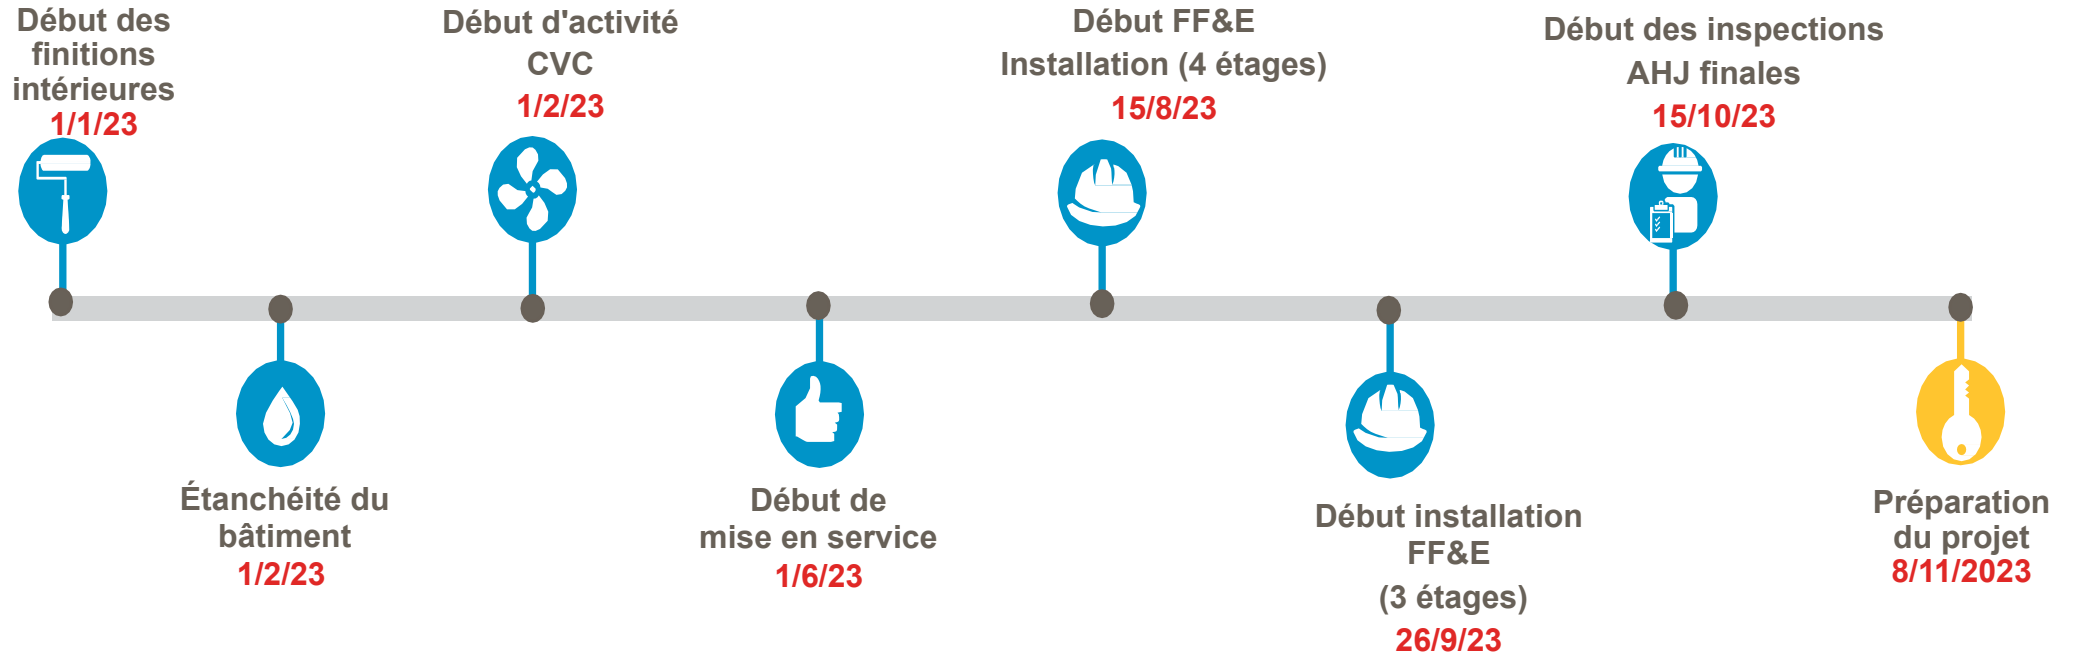 Début des
finitions
intérieures
1/1/23
Étanchéité du
bâtiment
1/2/23
Début d'activité
CVC
1/2/23
Début de
mise en service
1/6/23
Début FF&E
Installation (4 étages)
15/8/23
Début installation
FF&E
(3 étages)
26/9/23
Début des inspections
AHJ finales
15/10/23
Préparation
du projet
8/11/2023